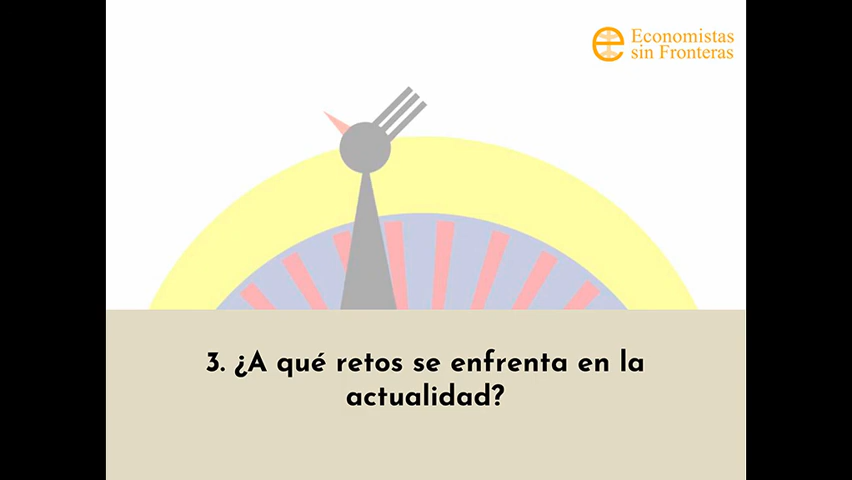 Economistas
sin Fronteras
3. ¿A qué retos se enfrenta en la
actualidad?